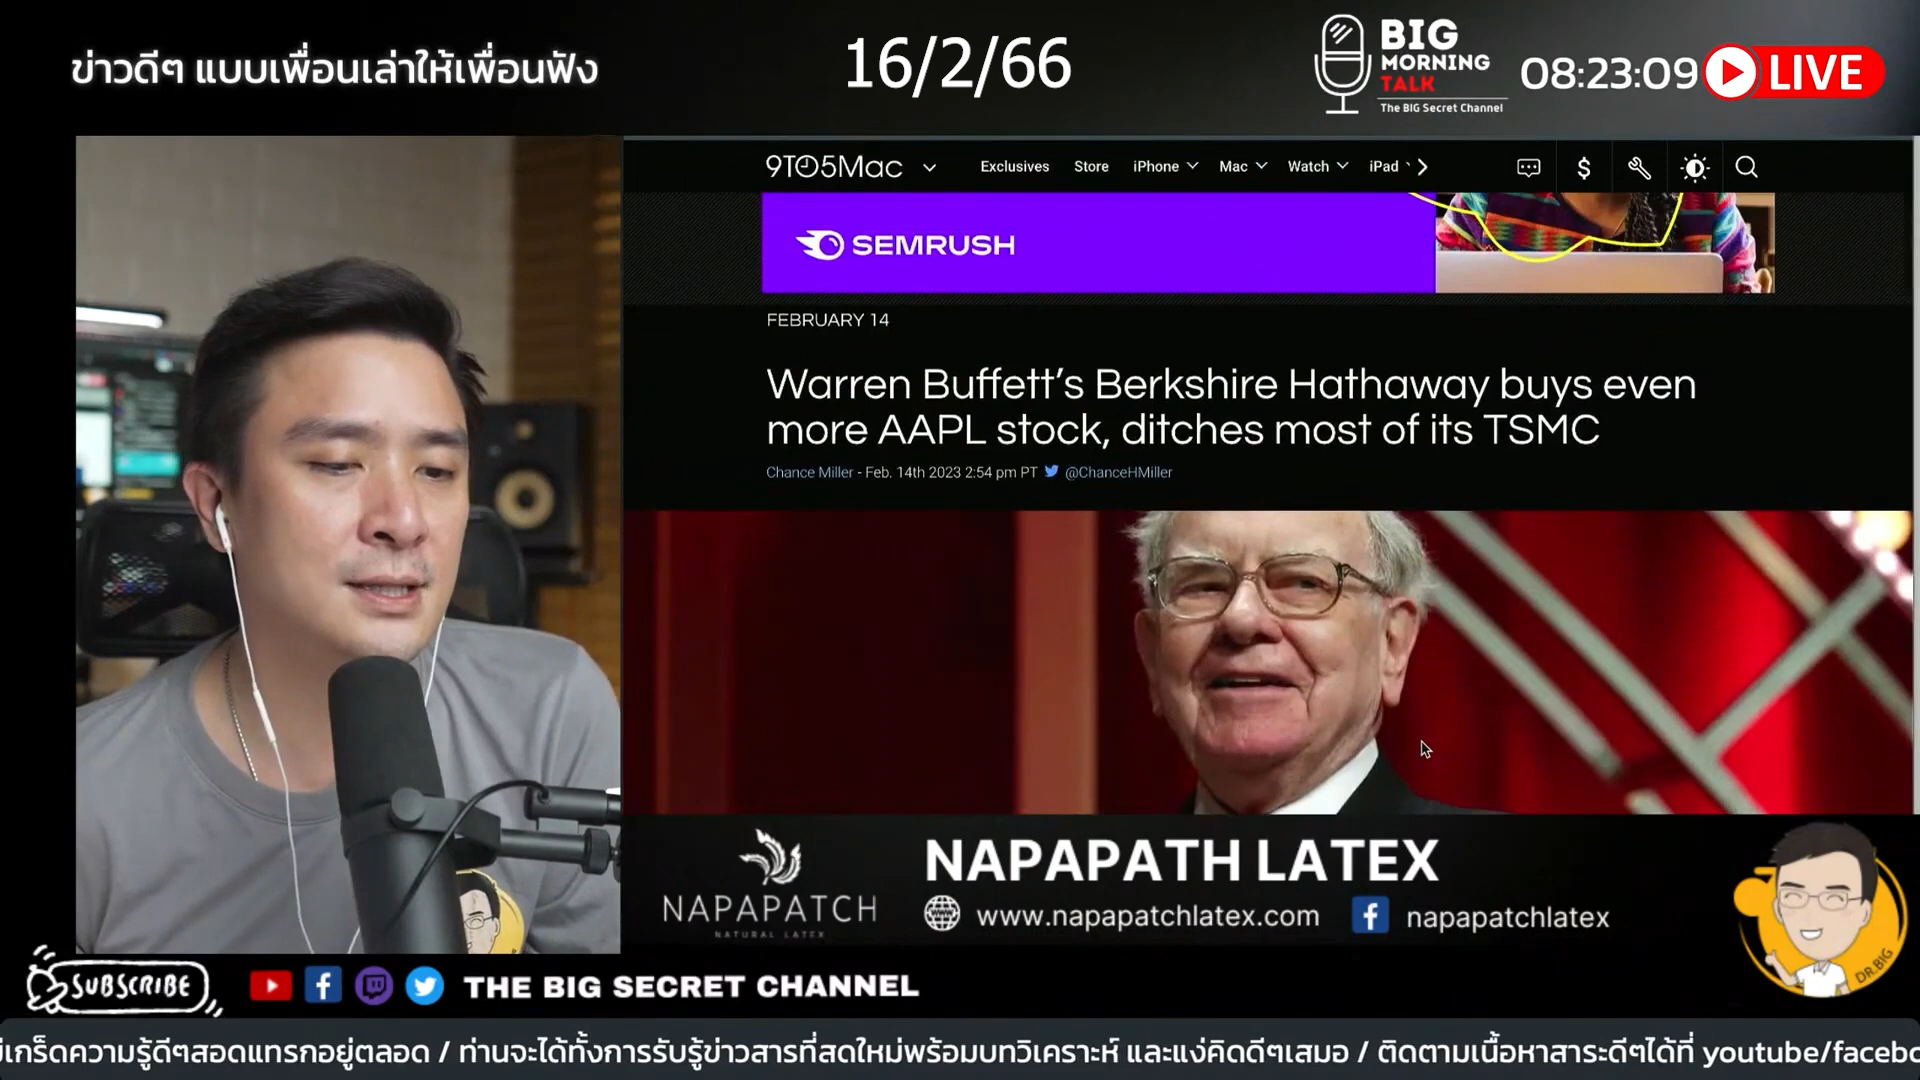 ข่าวดีๆ แบบเพื่อนเล่าให้เพื่อนฟัง
16/2/66
BIG
MORNING
TALK
The BIG Secret Channel
08:23:09
LIVE
9TO5Mac
Exclusives
Store
iPhone
Mac
Watch
iPad
SEMRUSH
FEBRUARY 14
Warren Buffett’s Berkshire Hathaway buys even
more AAPL stock, ditches most of its TSMC
Chance Miller - Feb. 14th 2023 2:54 pm PT @ChanceHMiller
NAPAPATCH
NATURAL LATEX
NAPAPATH LATEX
www.napapatchlatex.com
napapatchlatex
DR.BIG
SUBSCRIBE
THE BIG SECRET CHANNEL
เกร็ดความรู้ดีๆสอดแทรกอยู่ตลอด / ท่านจะได้ทั้งการรับรู้ข่าวสารที่สดใหม่พร้อมบทวิเคราะห์ และแง่คิดดีๆเสมอ / ติดตามเนื้อหาสาระดีๆได้ที่ youtube/facebo